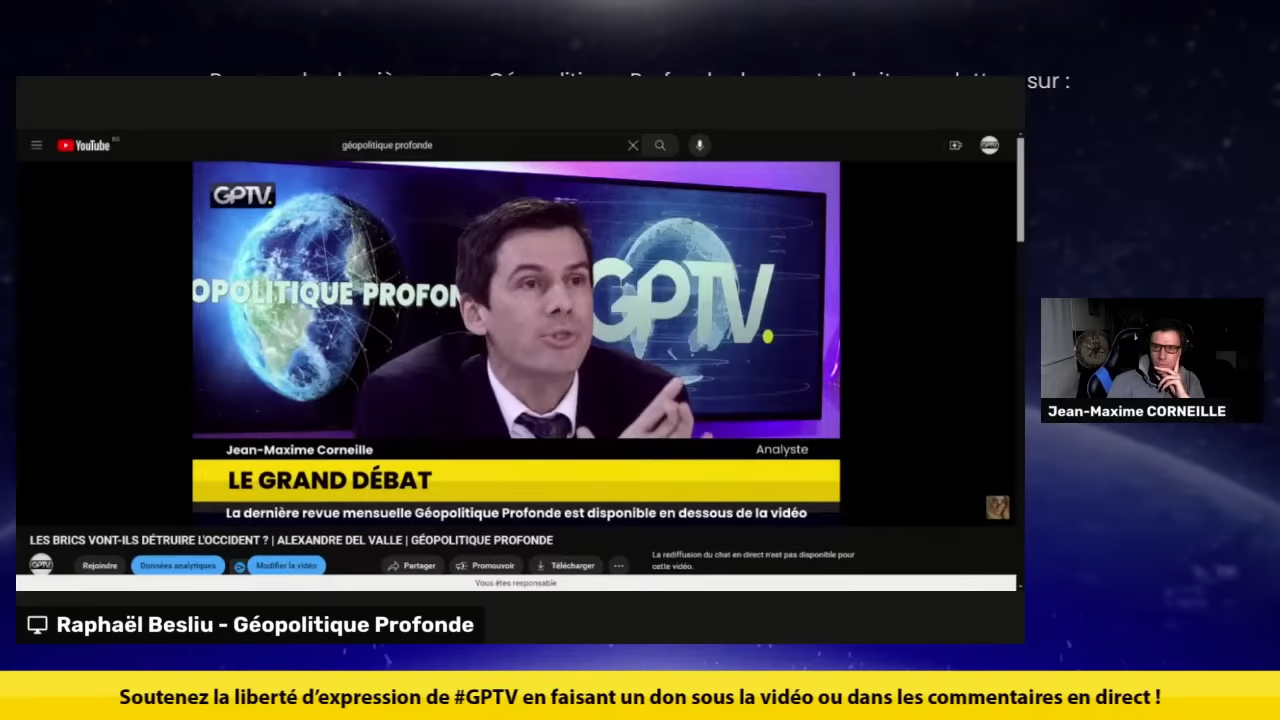 sur :
YouTube BG
géopolitique profonde
GPTV.
OPOLITIQUE PROFON
GPTV.
Jean-Maxime Corneille
Analyste
LE GRAND DÉBAT
La dernière revue mensuelle Géopolitique Profonde est disponible en dessous de la vidéo
LES BRICS VONT-ILS DÉTRUIRE L'OCCIDENT ? | ALEXANDRE DEL VALLE | GÉOPOLITIQUE PROFONDE
GPTV
Rejoindre
Données analytiques
Modifier la vidéo
Partager
Promouvoir
Télécharger
La rediffusion du chat en direct n'est pas disponible pour
cette vidéo.
Vous êtes responsable
Jean-Maxime CORNEILLE
Raphaël Besliu - Géopolitique Profonde
Soutenez la liberté d'expression de #GPTV en faisant un don sous la vidéo ou dans les commentaires en direct !